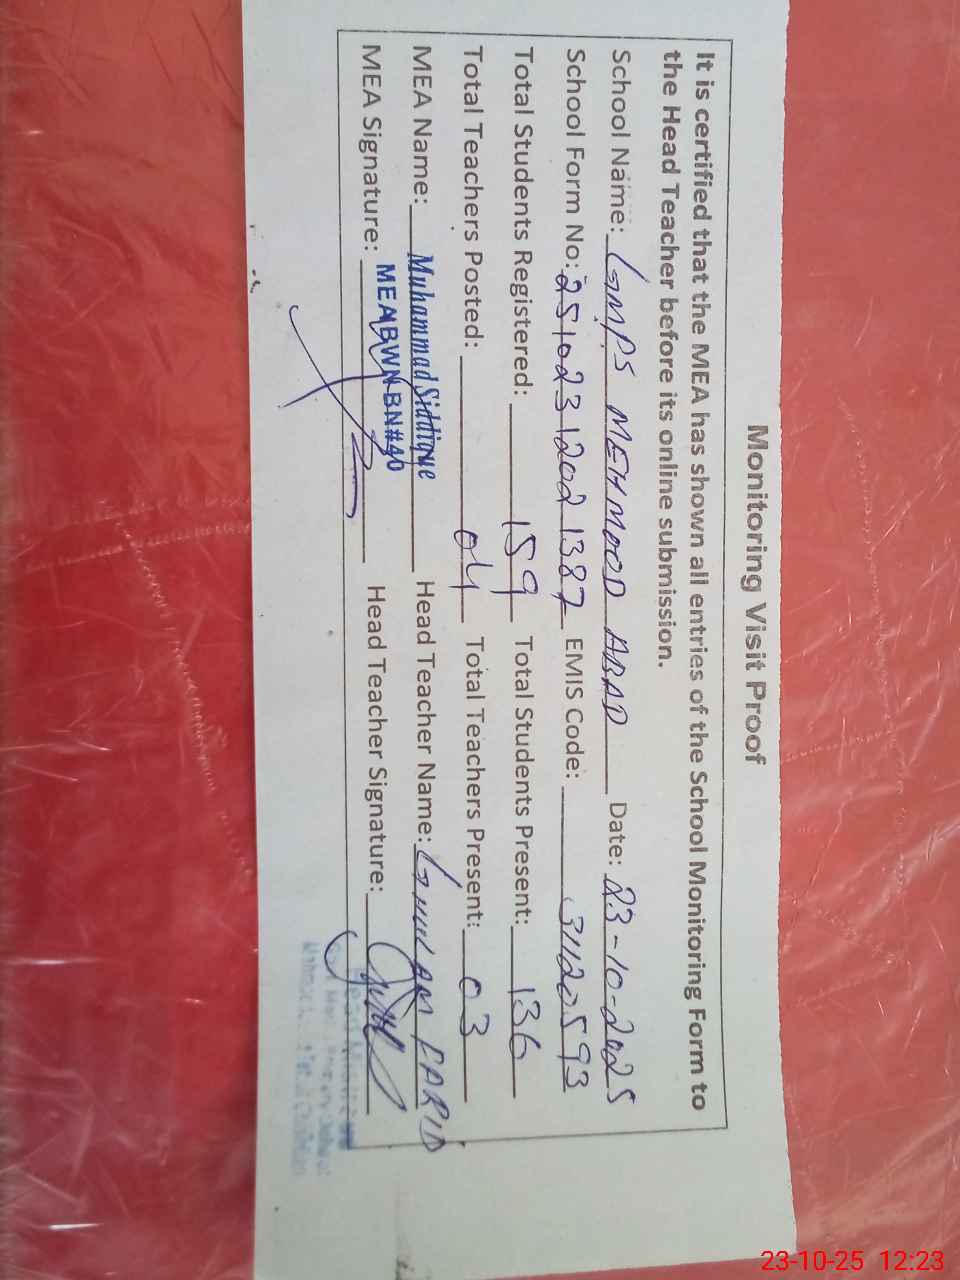 Monitoring Visit Proof
It is certified that the MEA has shown all entries of the School Monitoring Form to
the Head Teacher before its online submission.
School Name: GMPS MEHMOOD ABAD Date: 23-10-2025
School Form No: 25102312021387 EMIS Code: 31120593
Total Students Registered: 159 Total Students Present: 136
Total Teachers Posted: 04 Total Teachers Present: 03
MEA Name: Muhammad Siddique Head Teacher Name: GHULAM FARID
MEA Signature: MEA BWN BN#40 Head Teacher Signature:
23-10-25 12:23